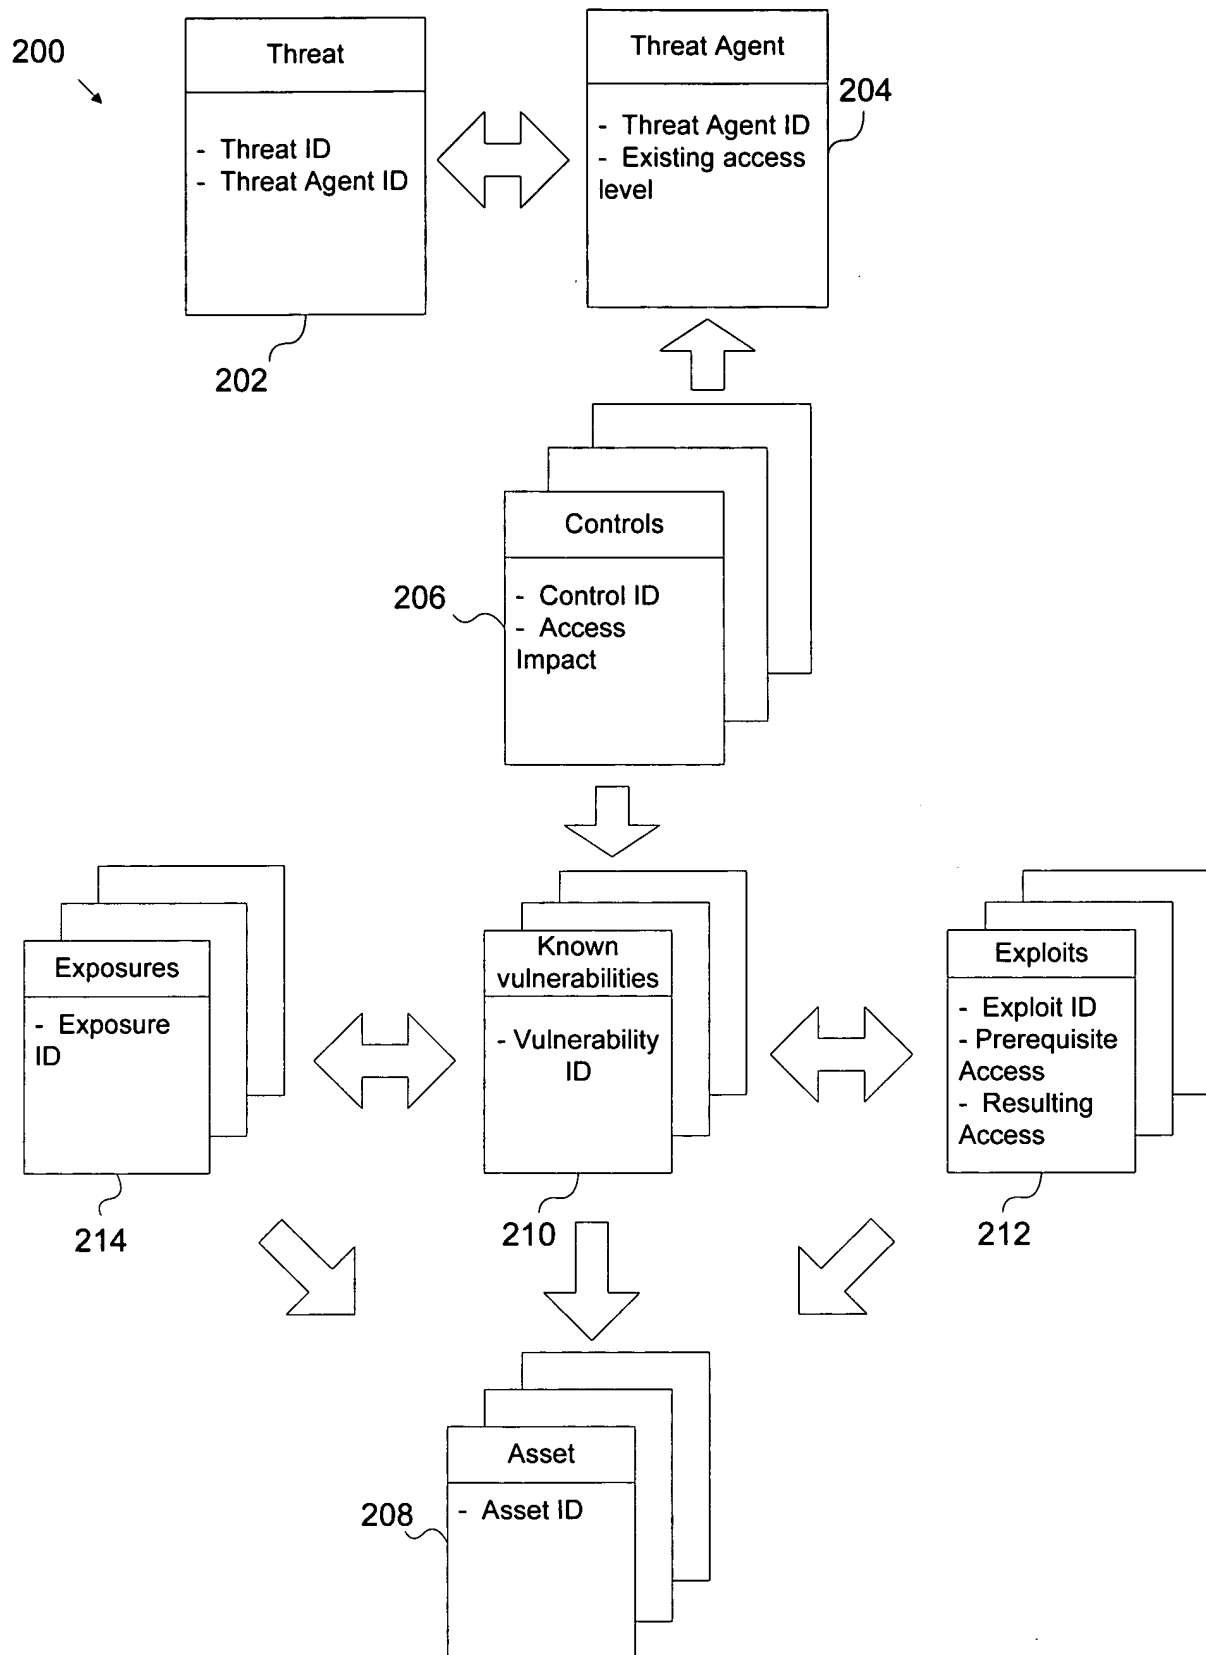 200
Threat
- Threat ID
- Threat Agent ID
202
Threat Agent
- Threat Agent ID
- Existing access
level
204
Controls
- Control ID
- Access
Impact
206
Exposures
- Exposure
ID
214
Known
vulnerabilities
- Vulnerability
ID
210
Exploits
- Exploit ID
- Prerequisite
Access
- Resulting
Access
212
Asset
- Asset ID
208